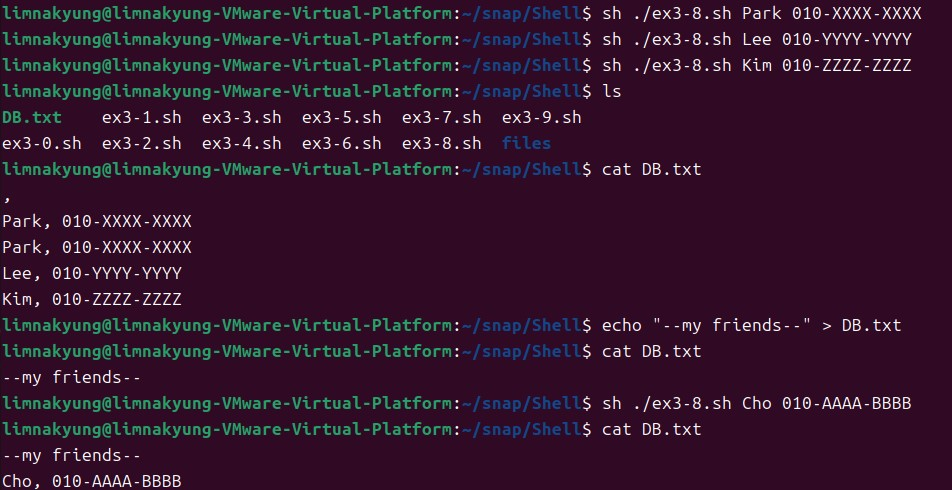 limnakyung@limnakyung-VMware-Virtual-Platform:~/snap/Shell$ sh ./ex3-8.sh Park 010-XXXX-XXXX
limnakyung@limnakyung-VMware-Virtual-Platform:~/snap/Shell$ sh ./ex3-8.sh Lee 010-YYYY-YYYY
limnakyung@limnakyung-VMware-Virtual-Platform:~/snap/Shell$ sh ./ex3-8.sh Kim 010-ZZZZ-ZZZZ
limnakyung@limnakyung-VMware-Virtual-Platform:~/snap/Shell$ ls
DB.txt    ex3-1.sh  ex3-3.sh  ex3-5.sh  ex3-7.sh  ex3-9.sh
ex3-0.sh  ex3-2.sh  ex3-4.sh  ex3-6.sh  ex3-8.sh  files
limnakyung@limnakyung-VMware-Virtual-Platform:~/snap/Shell$ cat DB.txt
,
Park, 010-XXXX-XXXX
Park, 010-XXXX-XXXX
Lee, 010-YYYY-YYYY
Kim, 010-ZZZZ-ZZZZ
limnakyung@limnakyung-VMware-Virtual-Platform:~/snap/Shell$ echo "--my friends--" > DB.txt
limnakyung@limnakyung-VMware-Virtual-Platform:~/snap/Shell$ cat DB.txt
--my friends--
limnakyung@limnakyung-VMware-Virtual-Platform:~/snap/Shell$ sh ./ex3-8.sh Cho 010-AAAA-BBBB
limnakyung@limnakyung-VMware-Virtual-Platform:~/snap/Shell$ cat DB.txt
--my friends--
Cho, 010-AAAA-BBBB